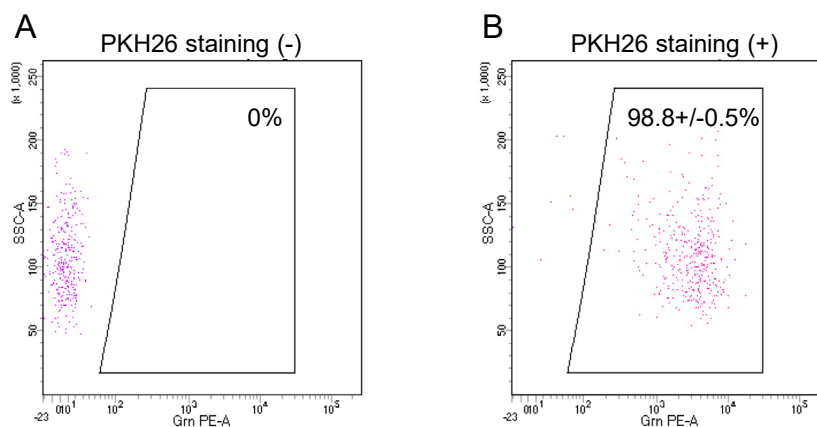 A
PKH26 staining (-)
(x 1,000)
250
200
150
100
50
SSC-A
0%
-23
0 10¹
10²
10³
10⁴
10⁵
Grn PE-A
B
PKH26 staining (+)
(x 1,000)
250
200
150
100
50
SSC-A
98.8+/-0.5%
-23
0 10¹
10²
10³
10⁴
10⁵
Grn PE-A